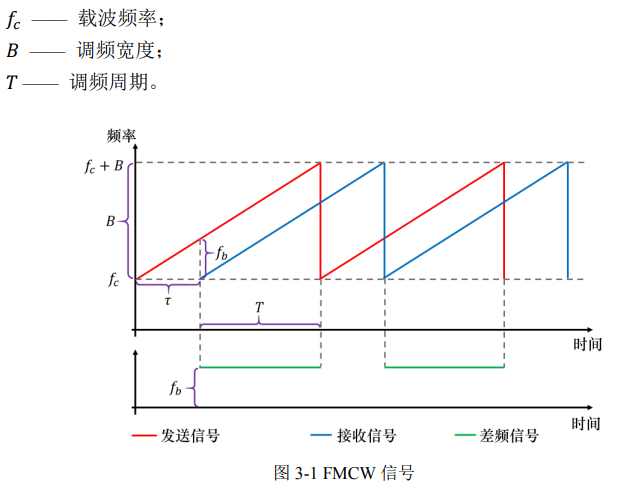 f_c —— 载波频率；
B —— 调频宽度；
T —— 调频周期。
频率
f_c + B
B
f_b
f_c
τ
T
时间
f_b
时间
发送信号 接收信号 差频信号
图 3-1 FMCW 信号